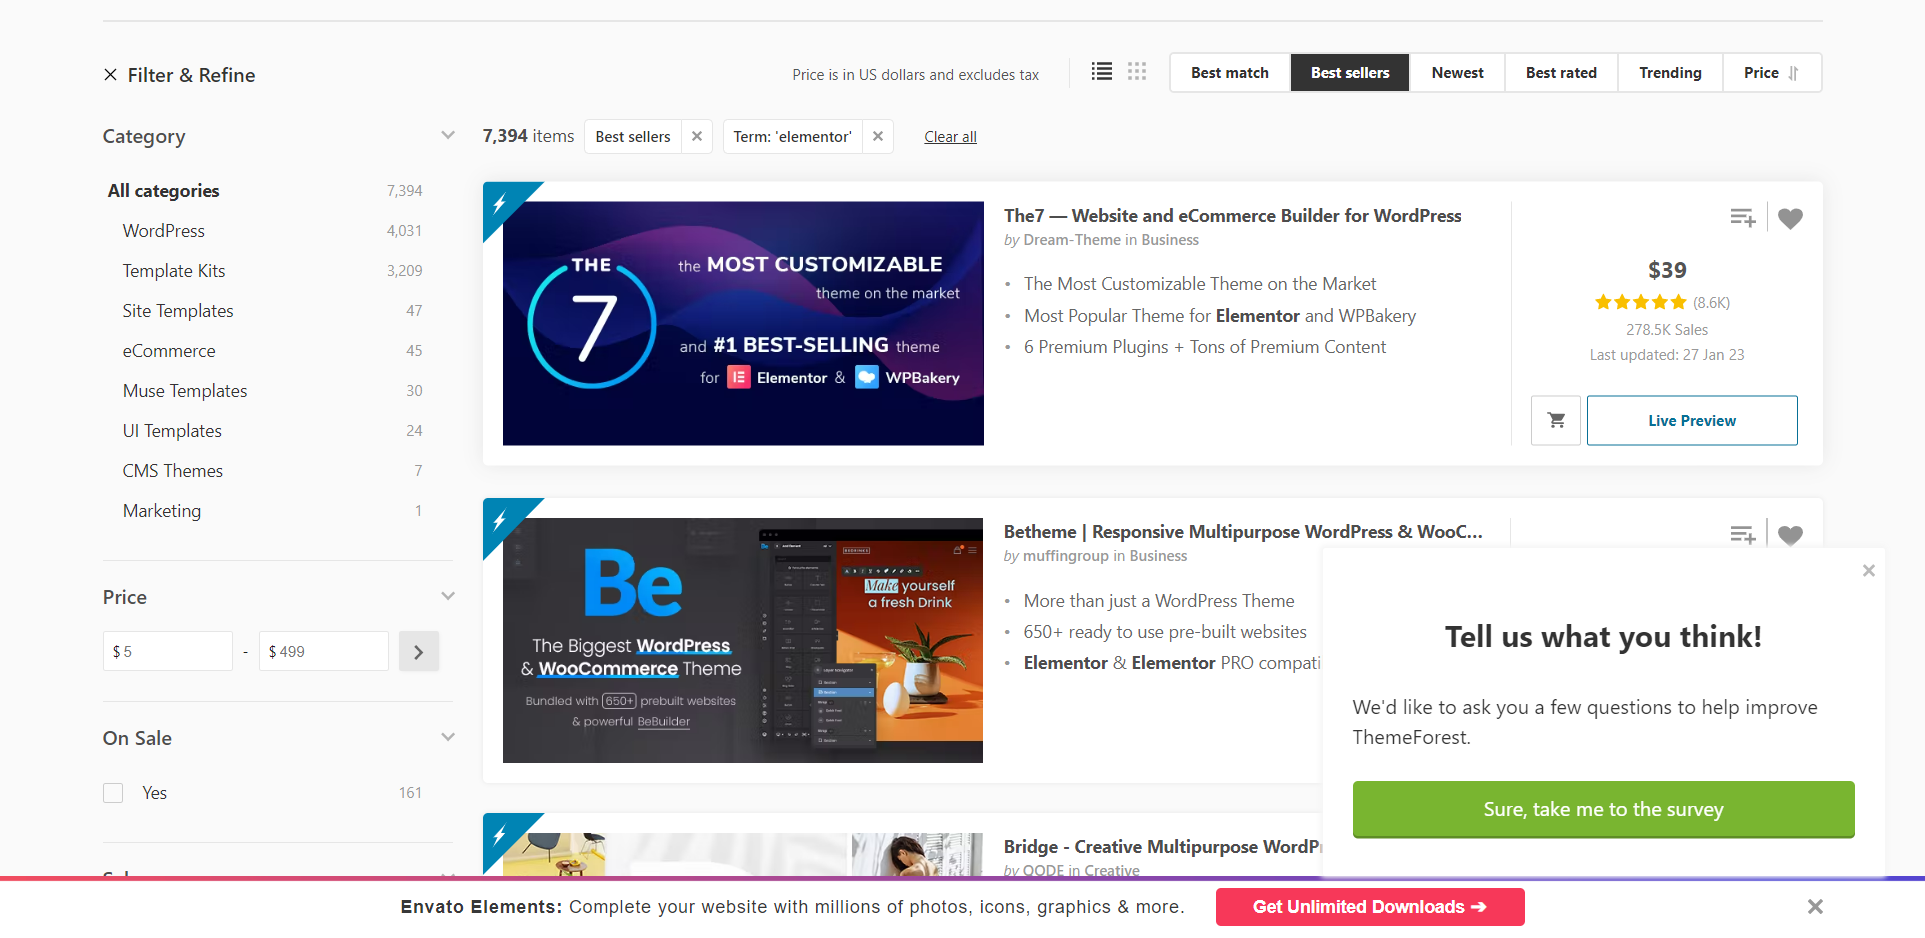 Filter & Refine
Price is in US dollars and excludes tax
Best match
Best sellers
Newest
Best rated
Trending
Price
Category
7,394 items
Best sellers
Term: 'elementor'
Clear all
All categories 7,394
WordPress 4,031
Template Kits 3,209
Site Templates 47
eCommerce 45
Muse Templates 30
UI Templates 24
CMS Themes 7
Marketing 1
Price
$ 5 - $ 499
On Sale
Yes 161
THE
7
the MOST CUSTOMIZABLE
theme on the market
and #1 BEST-SELLING theme
for Elementor & WPBakery
The7 — Website and eCommerce Builder for WordPress
by Dream-Theme in Business
• The Most Customizable Theme on the Market
• Most Popular Theme for Elementor and WPBakery
• 6 Premium Plugins + Tons of Premium Content
$39
(8.6K)
278.5K Sales
Last updated: 27 Jan 23
Live Preview
Be
The Biggest WordPress
& WooCommerce Theme
Bundled with 650+ prebuilt websites
& powerful BeBuilder
Make yourself
a fresh Drink
Betheme | Responsive Multipurpose WordPress & WooC...
by muffingroup in Business
• More than just a WordPress Theme
• 650+ ready to use pre-built websites
• Elementor & Elementor PRO compati
Tell us what you think!
We'd like to ask you a few questions to help improve
ThemeForest.
Sure, take me to the survey
Bridge - Creative Multipurpose WordP
by QODE in Creative
Envato Elements: Complete your website with millions of photos, icons, graphics & more.
Get Unlimited Downloads ➔